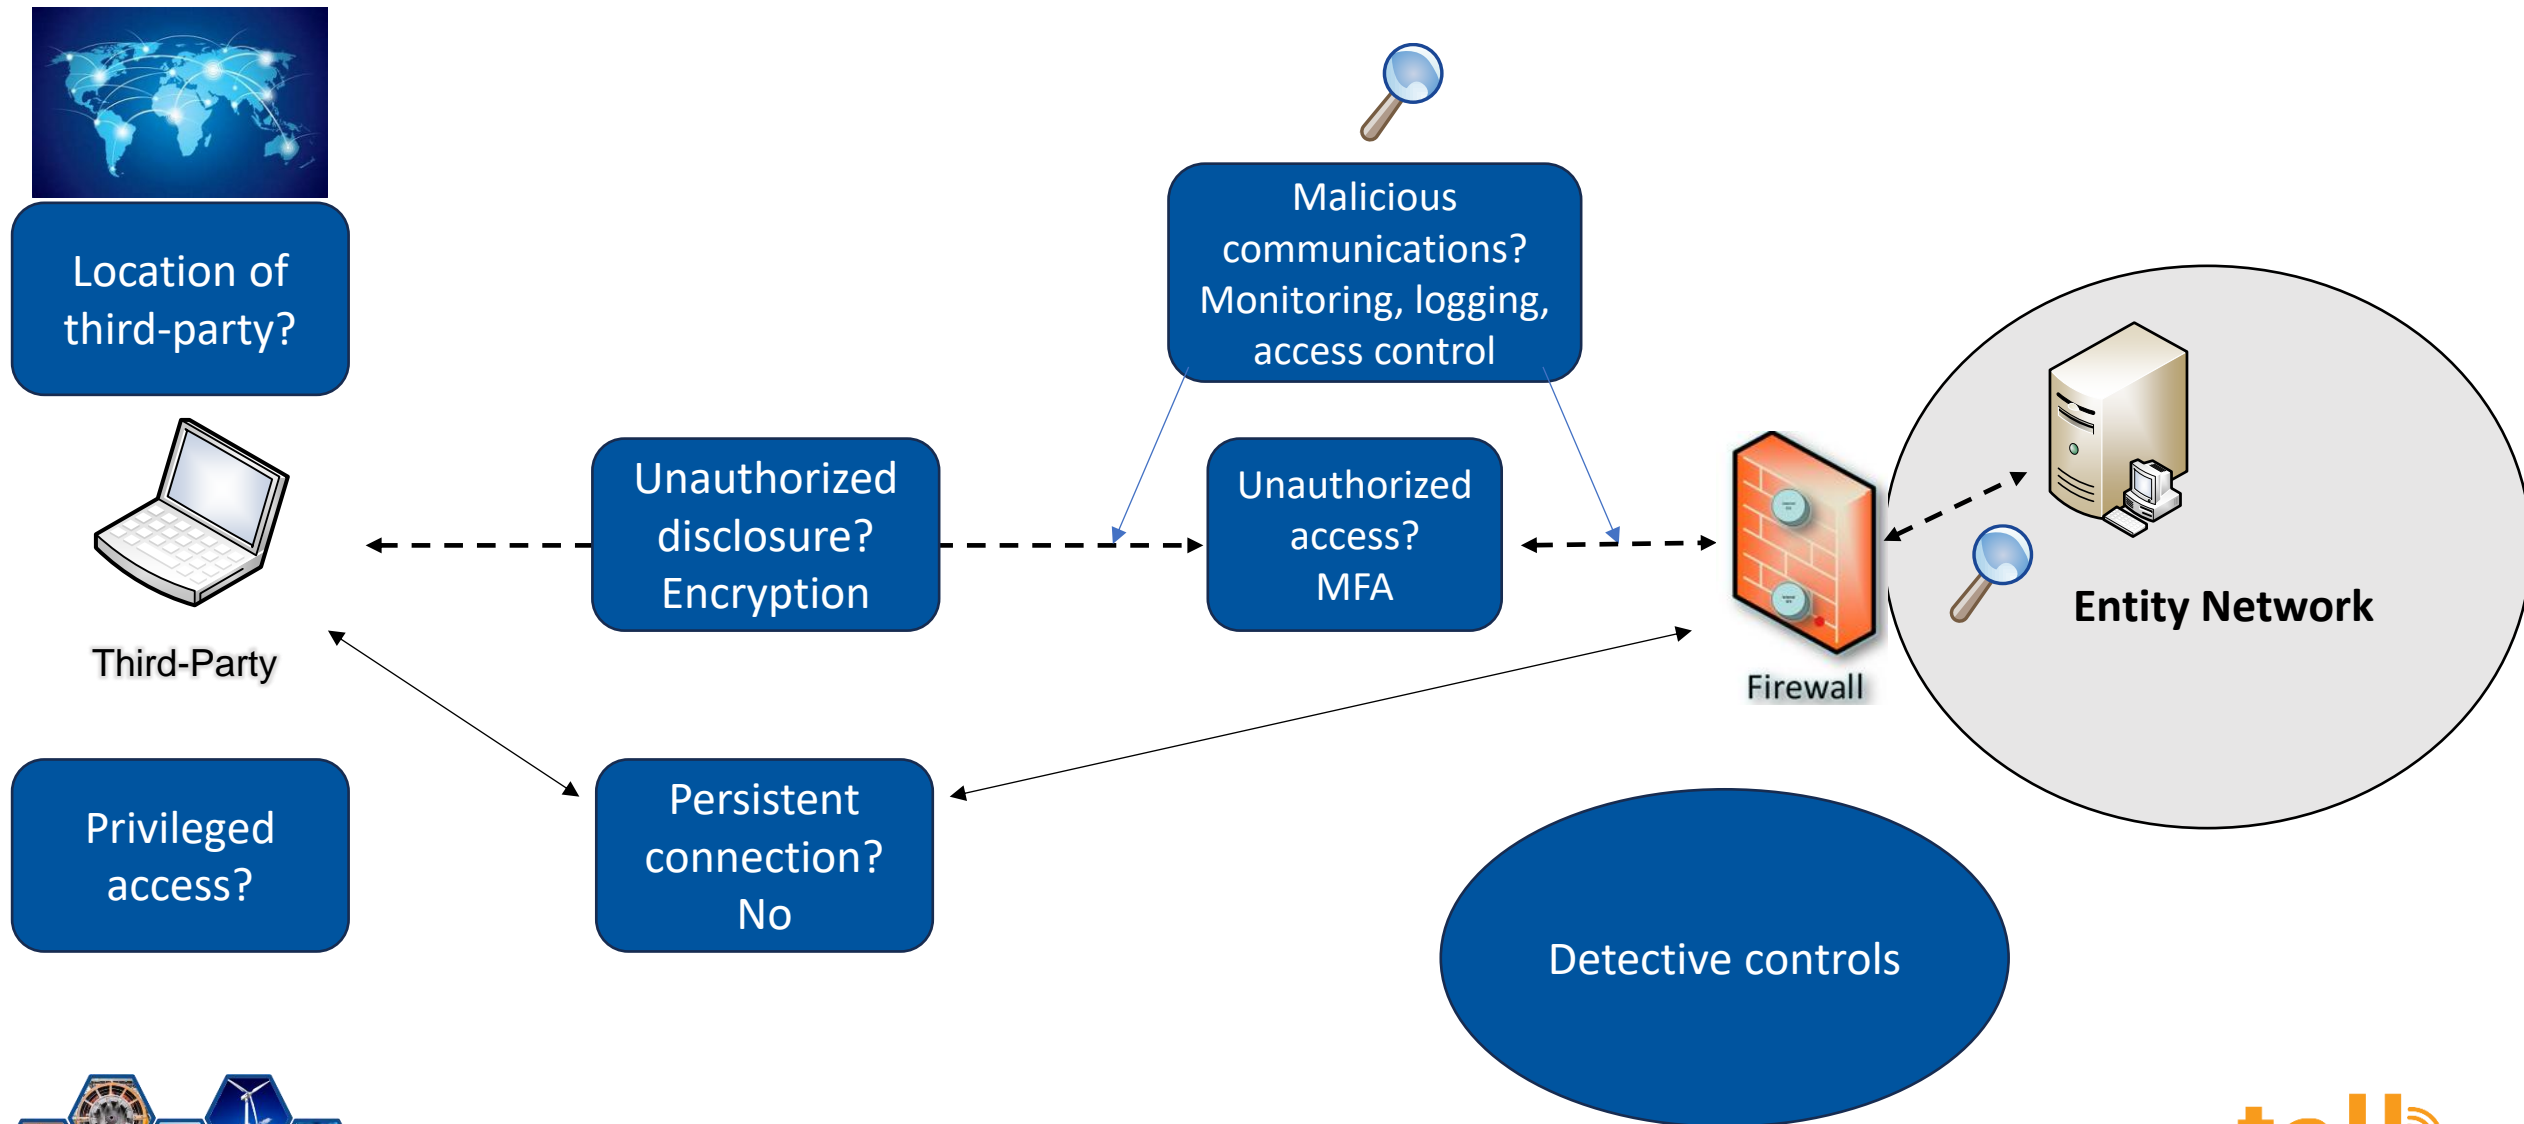 Location of
third-party?
Malicious
communications?
Monitoring, logging,
access control
Third-Party
Unauthorized
disclosure?
Encryption
Unauthorized
access?
MFA
Firewall
Entity Network
Privileged
access?
Persistent
connection?
No
Detective controls